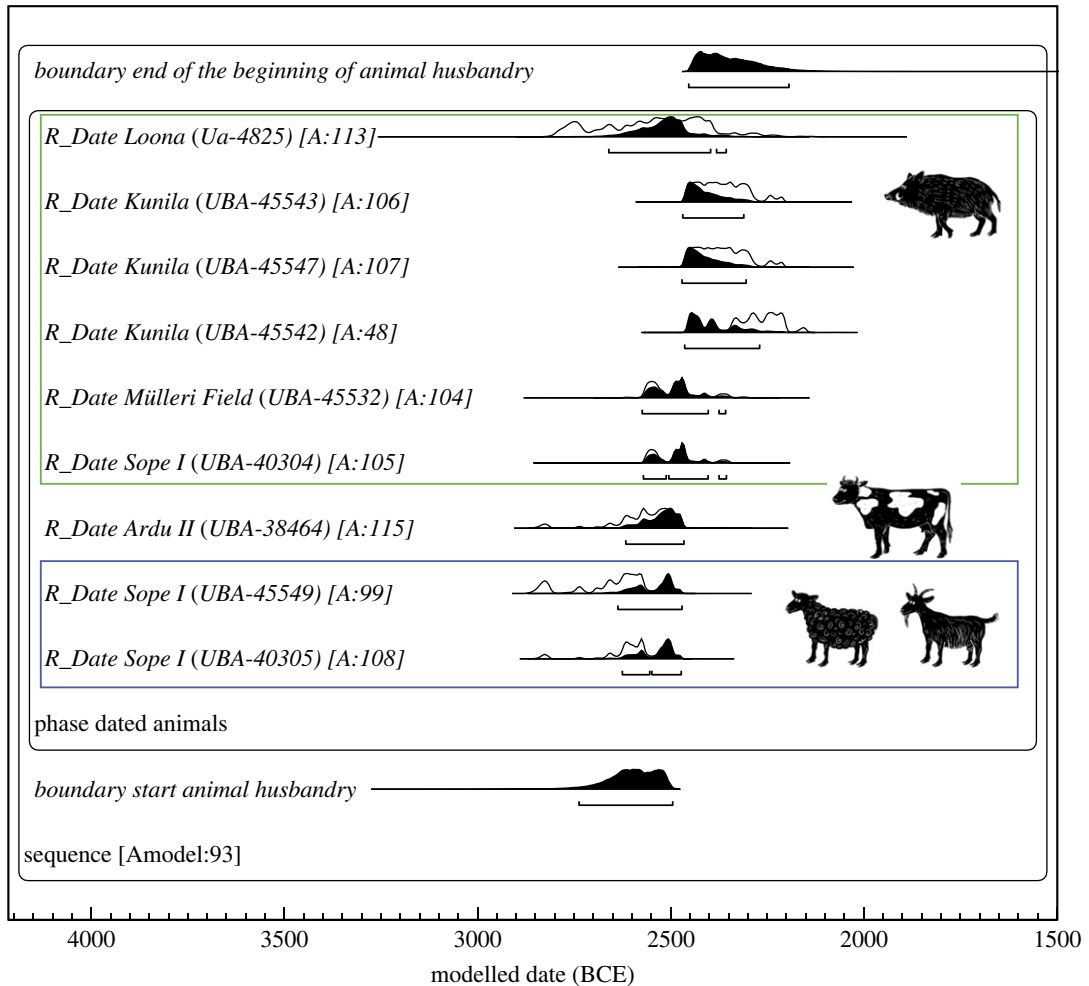 boundary end of the beginning of animal husbandry
R_Date Loona (Ua-4825) [A:113]
R_Date Kunila (UBA-45543) [A:106]
R_Date Kunila (UBA-45547) [A:107]
R_Date Kunila (UBA-45542) [A:48]
R_Date Mülleri Field (UBA-45532) [A:104]
R_Date Sope I (UBA-40304) [A:105]
R_Date Ardu II (UBA-38464) [A:115]
R_Date Sope I (UBA-45549) [A:99]
R_Date Sope I (UBA-40305) [A:108]
phase dated animals
boundary start animal husbandry
sequence [Amodel:93]
4000 3500 3000 2500 2000 1500
modelled date (BCE)